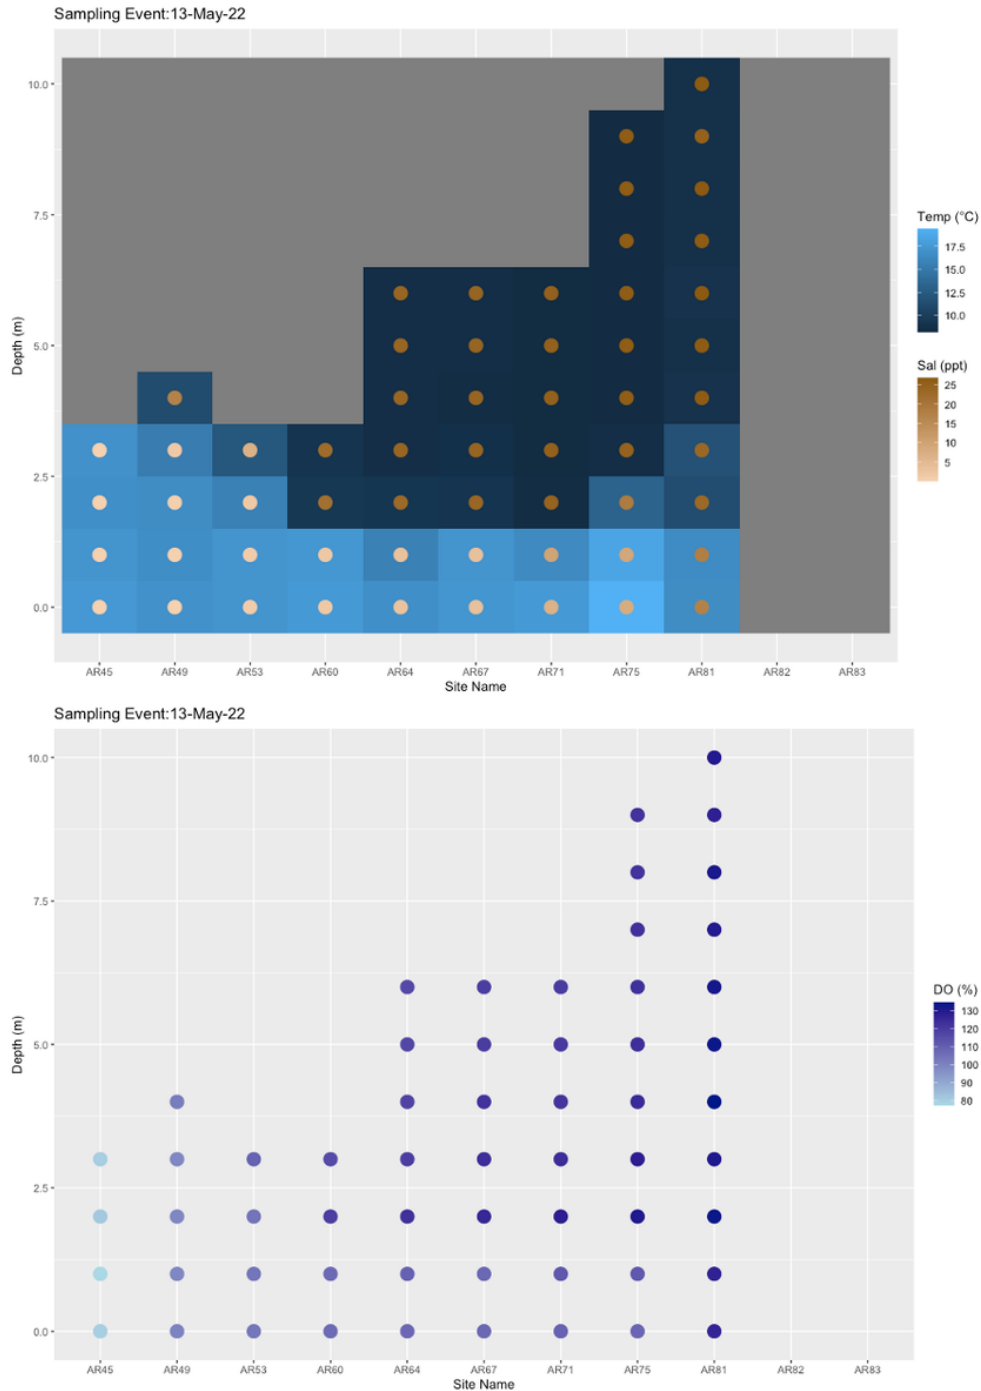 Sampling Event:13-May-22
10.0
7.5
5.0
2.5
0.0
Depth (m)
AR45 AR49 AR53 AR60 AR64 AR67 AR71 AR75 AR81 AR82 AR83
Site Name
Temp (°C)
17.5
15.0
12.5
10.0
Sal (ppt)
25
20
15
10
5
Sampling Event:13-May-22
10.0
7.5
5.0
2.5
0.0
Depth (m)
AR45 AR49 AR53 AR60 AR64 AR67 AR71 AR75 AR81 AR82 AR83
Site Name
DO (%)
130
120
110
100
90
80